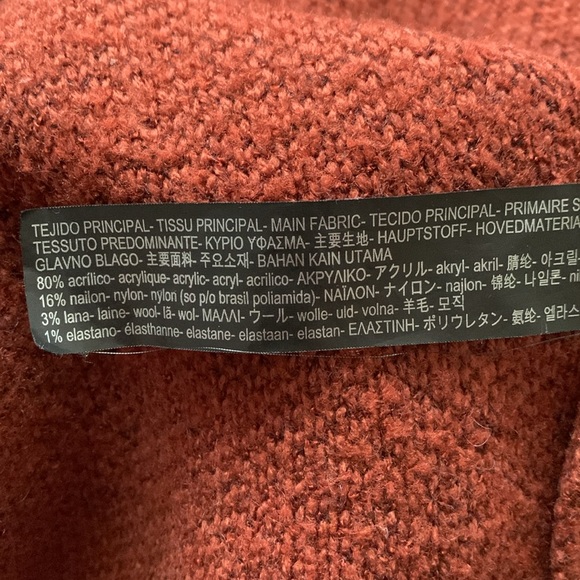 TEJIDO PRINCIPAL- TISSU PRINCIPAL- MAIN FABRIC- TECIDO PRINCIPAL- PRIMAIRE S
TESSUTO PREDOMINANTE- ΚΥΡΙΟ ΥΦΑΣΜΑ- 主要生地- HAUPTSTOFF- HOVEDMATERIA
GLAVNO BLAGO- 主要面料- 주요소재- BAHAN KAIN UTAMA
80% acrílico- acrylique- acrylic- acryl- acrilico- ΑΚΡΥΛΙΚΟ- アクリル- akryl- akril- 腈纶- 아크릴-
16% nailon- nylon- nylon (so p/o brasil poliamida)- ΝΑΪΛΟΝ- ナイロン- najlon- 锦纶- 나일론- ni
3% lana- laine- wool- lã- wol- ΜΑΛΛΙ- ウール- wolle- uld- volna- 羊毛- 모직
1% elastano- élasthanne- elastane- elastaan- elastan- ΕΛΑΣΤΙΝΗ- ポリウレタン- 氨纶- 엘라스